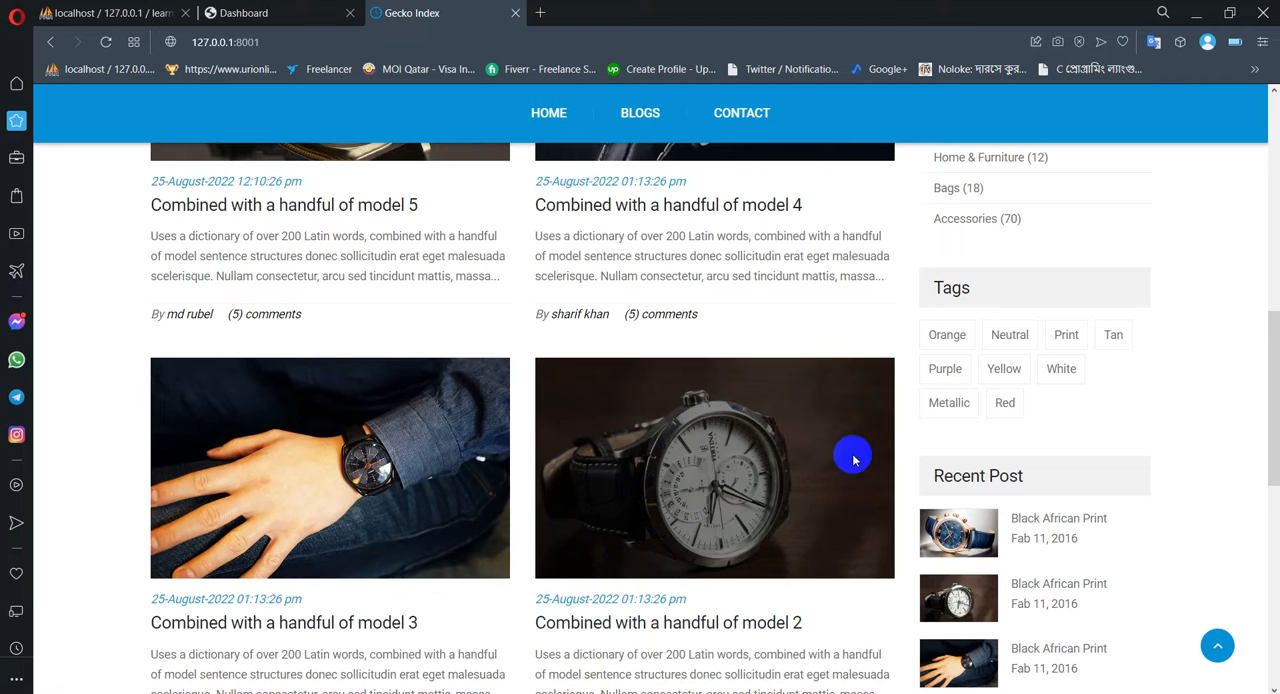 localhost / 127.0.0.1 / learn
Dashboard
Gecko Index
127.0.0.1:8001
localhost / 127.0.0....
https://www.urionli...
Freelancer
MOI Qatar - Visa In...
Fiverr - Freelance S...
Create Profile - Up...
Twitter / Notificatio...
Google+
Noloke: দারসে কুর...
C প্রোগ্রামিং ল্যাংগু...
HOME
BLOGS
CONTACT
25-August-2022 12:10:26 pm
Combined with a handful of model 5
Uses a dictionary of over 200 Latin words, combined with a handful
of model sentence structures donec sollicitudin erat eget malesuada
scelerisque. Nullam consectetur, arcu sed tincidunt mattis, massa...
By md rubel (5) comments
25-August-2022 01:13:26 pm
Combined with a handful of model 4
Uses a dictionary of over 200 Latin words, combined with a handful
of model sentence structures donec sollicitudin erat eget malesuada
scelerisque. Nullam consectetur, arcu sed tincidunt mattis, massa...
By sharif khan (5) comments
25-August-2022 01:13:26 pm
Combined with a handful of model 3
Uses a dictionary of over 200 Latin words, combined with a handful
of model sentence structures donec sollicitudin erat eget malesuada
25-August-2022 01:13:26 pm
Combined with a handful of model 2
Uses a dictionary of over 200 Latin words, combined with a handful
of model sentence structures donec sollicitudin erat eget malesuada
Home & Furniture (12)
Bags (18)
Accessories (70)
Tags
Orange Neutral Print Tan
Purple Yellow White
Metallic Red
Recent Post
Black African Print
Fab 11, 2016
Black African Print
Fab 11, 2016
Black African Print
Fab 11, 2016